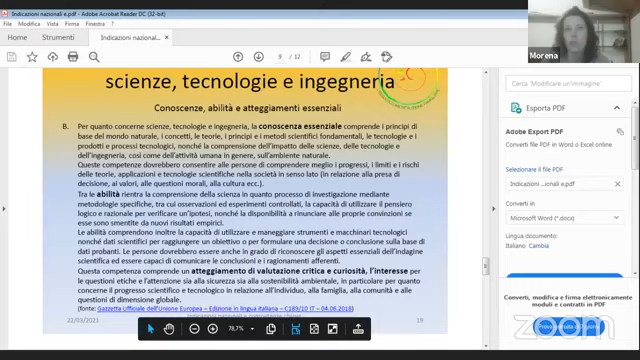 Indicazioni nazionali e.pdf - Adobe Acrobat Reader DC (32-bit)
File Modifica Vista Firma Finestra Aiuto
Home Strumenti Indicazioni nazional... ×
9 / 12
Morena
scienze, tecnologie e ingegneria
Conoscenze, abilità e atteggiamenti essenziali
B. Per quanto concerne scienze, tecnologie e ingegneria, la conoscenza essenziale comprende i principi di
base del mondo naturale, i concetti, le teorie, i principi e i metodi scientifici fondamentali, le tecnologie e i
prodotti e processi tecnologici, nonché la comprensione dell'impatto delle scienze, delle tecnologie e
dell'ingegneria, così come dell'attività umana in genere, sull'ambiente naturale.
Queste competenze dovrebbero consentire alle persone di comprendere meglio i progressi, i limiti e i rischi
delle teorie, applicazioni e tecnologie scientifiche nella società in senso lato (in relazione alla presa di
decisione, ai valori, alle questioni morali, alla cultura ecc.).
Tra le abilità rientra la comprensione della scienza in quanto processo di investigazione mediante
metodologie specifiche, tra cui osservazioni ed esperimenti controllati, la capacità di utilizzare il pensiero
logico e razionale per verificare un'ipotesi, nonché la disponibilità a rinunciare alle proprie convinzioni se
esse sono smentite da nuovi risultati empirici.
Le abilità comprendono inoltre la capacità di utilizzare e maneggiare strumenti e macchinari tecnologici
nonché dati scientifici per raggiungere un obiettivo o per formulare una decisione o conclusione sulla base di
dati probanti. Le persone dovrebbero essere anche in grado di riconoscere gli aspetti essenziali dell'indagine
scientifica ed essere capaci di comunicare le conclusioni e i ragionamenti afferenti.
Questa competenza comprende un atteggiamento di valutazione critica e curiosità, l'interesse per
le questioni etiche e l'attenzione sia alla sicurezza sia alla sostenibilità ambientale, in particolare per quanto
concerne il progresso scientifico e tecnologico in relazione all'individuo, alla famiglia, alla comunità e alle
questioni di dimensione globale.
(fonte: Gazzetta Ufficiale dell'Unione Europea – Edizione in lingua Italiana – C189/10 IT – 04.06.2018)
22/03/2021
19
78,7%
Cerca 'Modificare un'immagine'
Esporta PDF
Adobe Export PDF
Converti file PDF in Word o Excel online
Selezionare il file PDF
Indicazioni ...ionali e.pdf ×
Converti in
Microsoft Word (*.docx)
Lingua documento:
Italiano Cambia
Converti, modifica e firma elettronicamente
moduli e contratti in PDF
Prova gratuita di 7 giorni
zoom